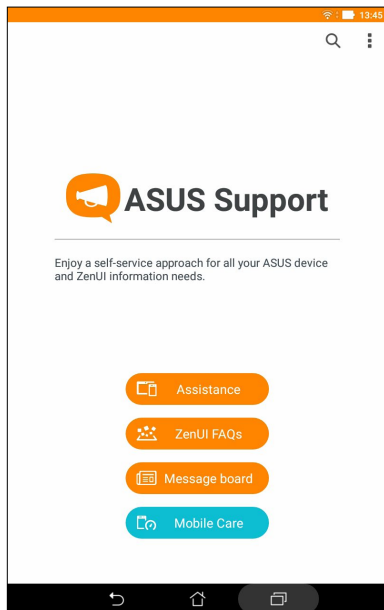 13:45
ASUS Support
Enjoy a self-service approach for all your ASUS device
and ZenUI information needs.
Assistance
ZenUI FAQs
Message board
Mobile Care